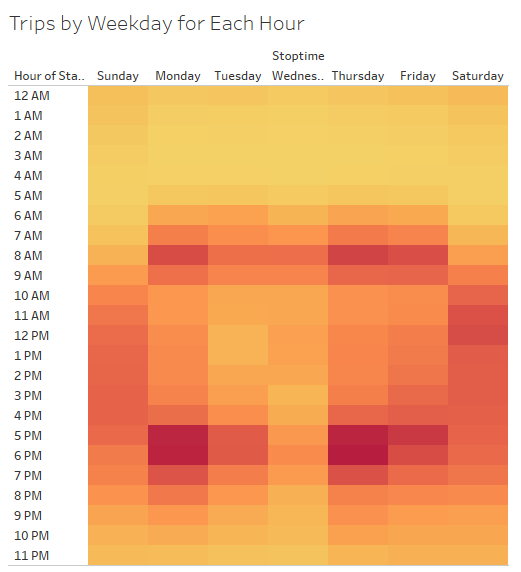 Trips by Weekday for Each Hour
Stoptime
Hour of Sta.. Sunday Monday Tuesday Wednes.. Thursday Friday Saturday
12 AM
1 AM
2 AM
3 AM
4 AM
5 AM
6 AM
7 AM
8 AM
9 AM
10 AM
11 AM
12 PM
1 PM
2 PM
3 PM
4 PM
5 PM
6 PM
7 PM
8 PM
9 PM
10 PM
11 PM